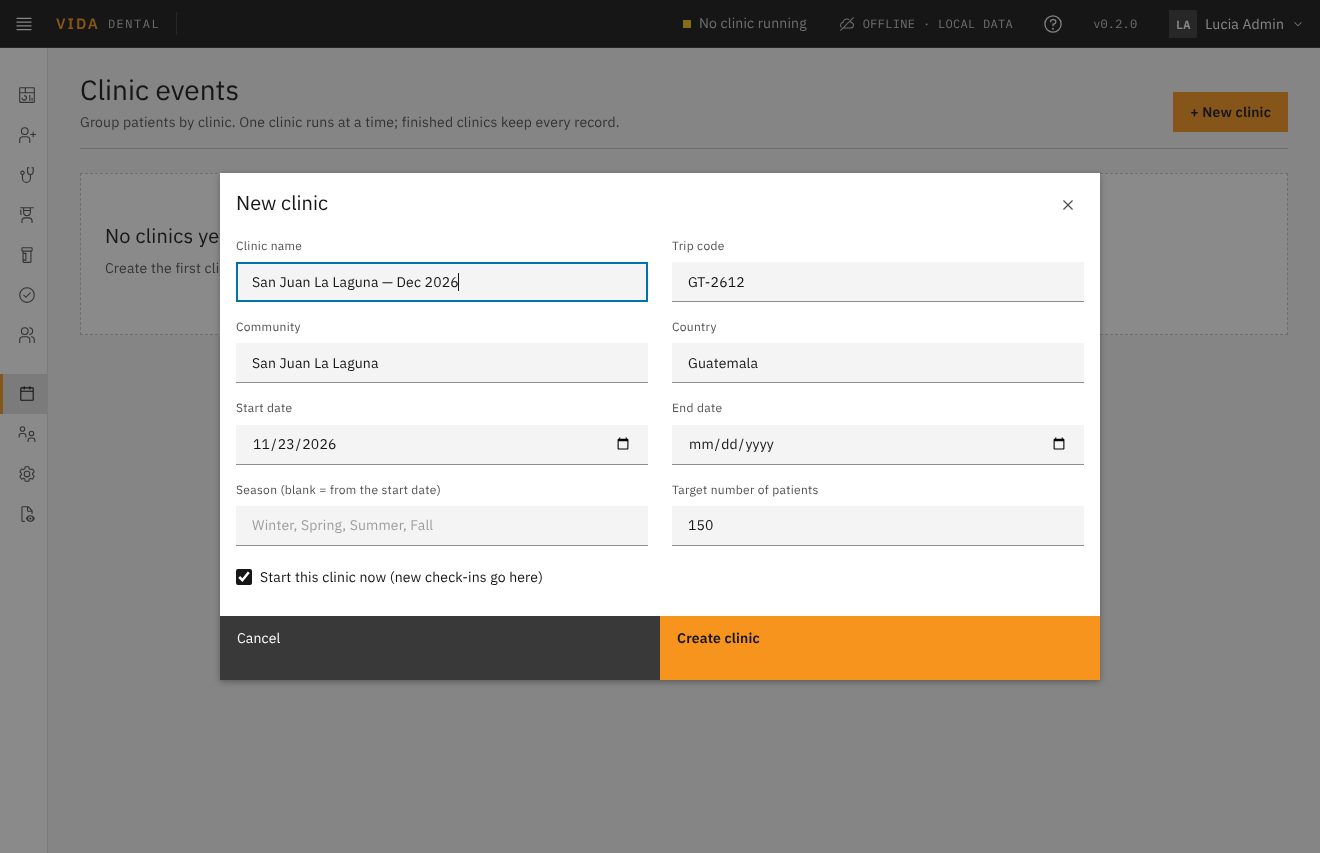 VIDA DENTAL
No clinic running
OFFLINE · LOCAL DATA
v0.2.0
LA Lucia Admin
Clinic events
Group patients by clinic. One clinic runs at a time; finished clinics keep every record.
+ New clinic
No clinics
Create the first
New clinic
Clinic name
Trip code
San Juan La Laguna — Dec 2026
GT-2612
Community
Country
San Juan La Laguna
Guatemala
Start date
End date
11/23/2026
mm/dd/yyyy
Season (blank = from the start date)
Target number of patients
Winter, Spring, Summer, Fall
150
Start this clinic now (new check-ins go here)
Cancel
Create clinic